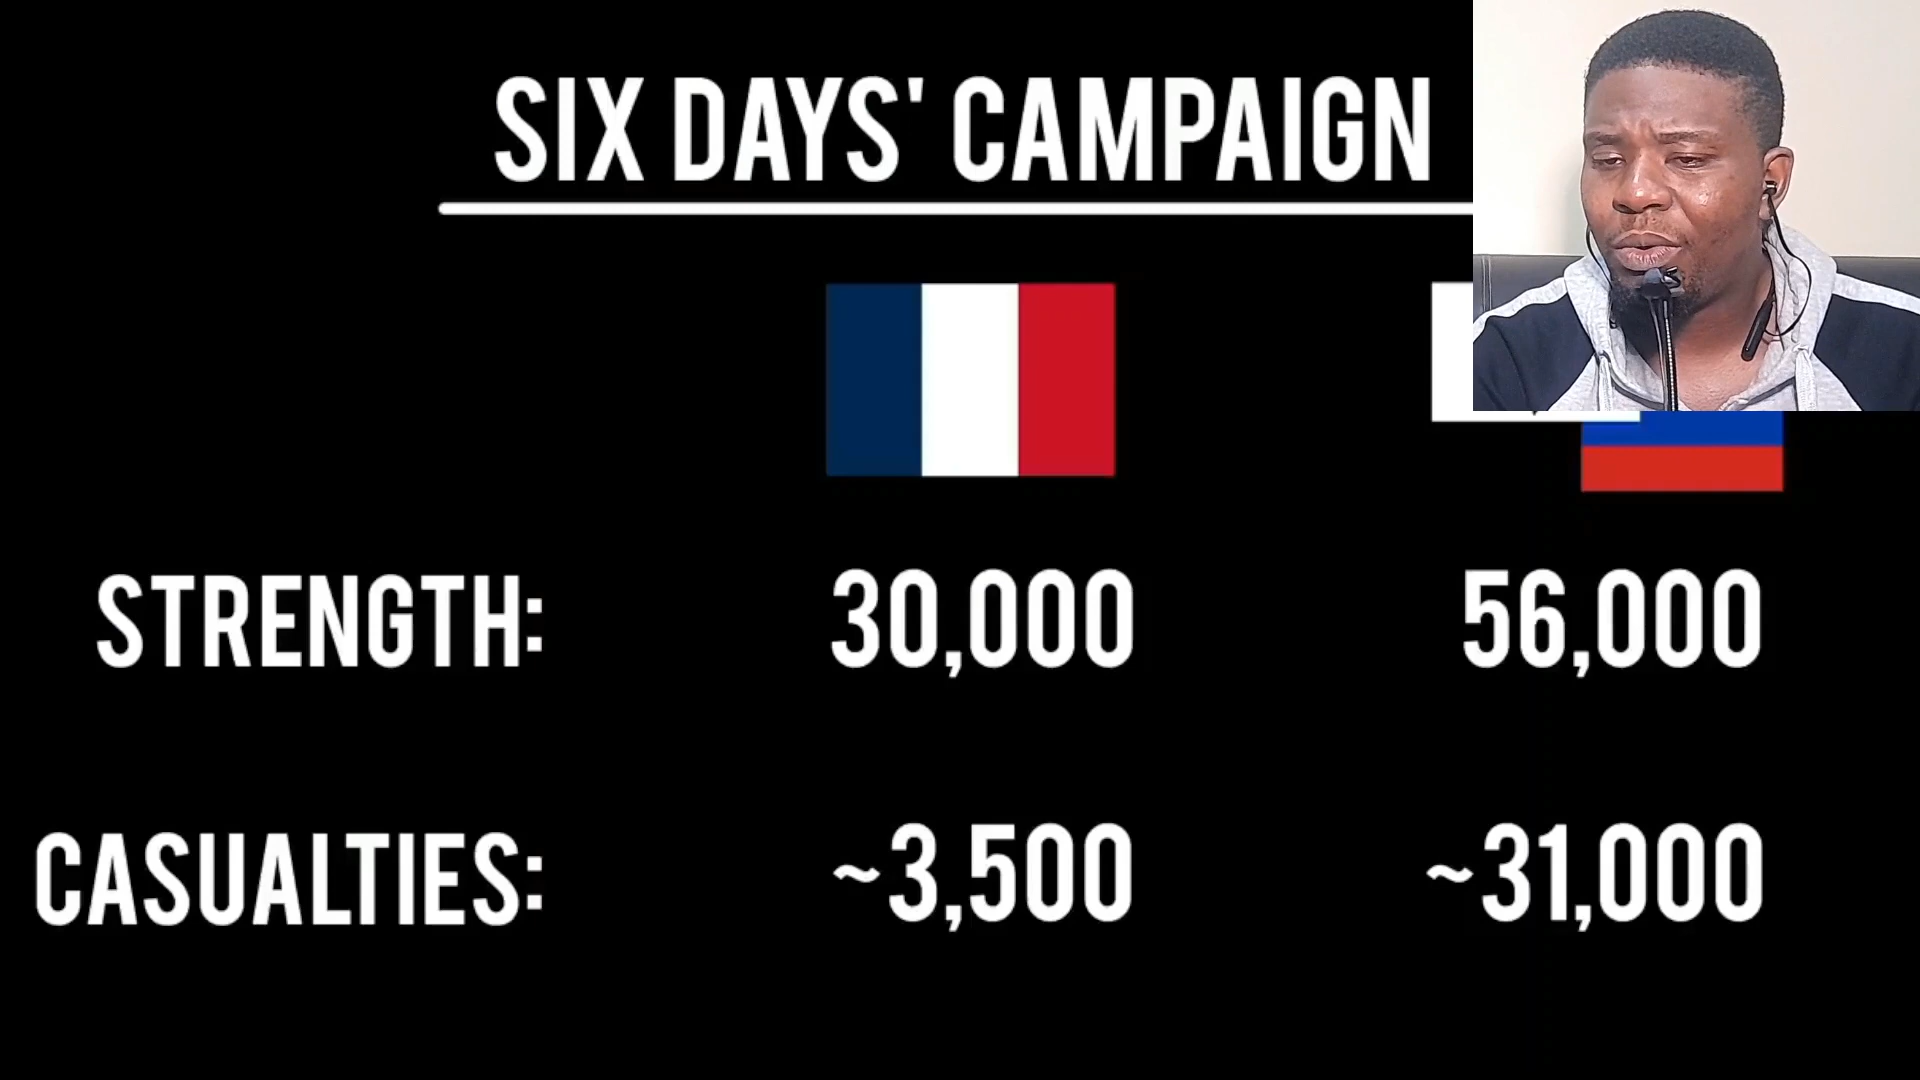 SIX DAYS' CAMPAIGN
STRENGTH: 30,000 56,000
CASUALTIES: ~3,500 ~31,000